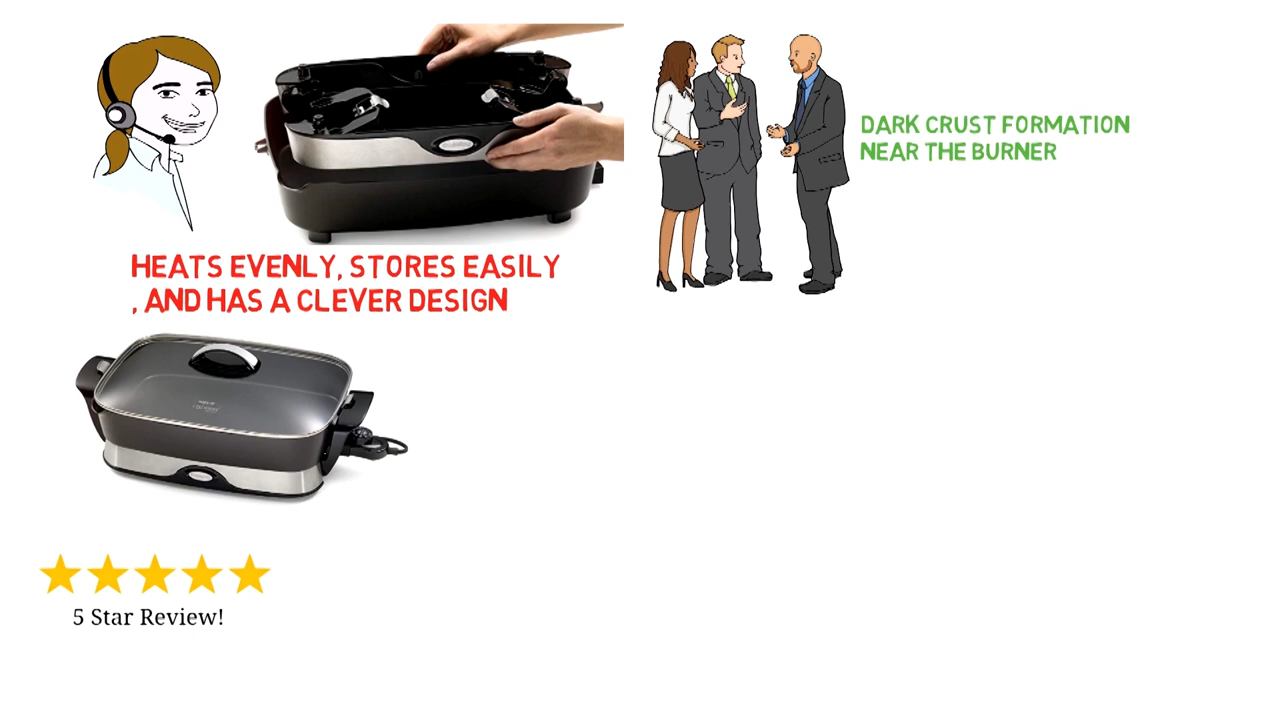 HEATS EVENLY, STORES EASILY
, AND HAS A CLEVER DESIGN
DARK CRUST FORMATION
NEAR THE BURNER
5 Star Review!